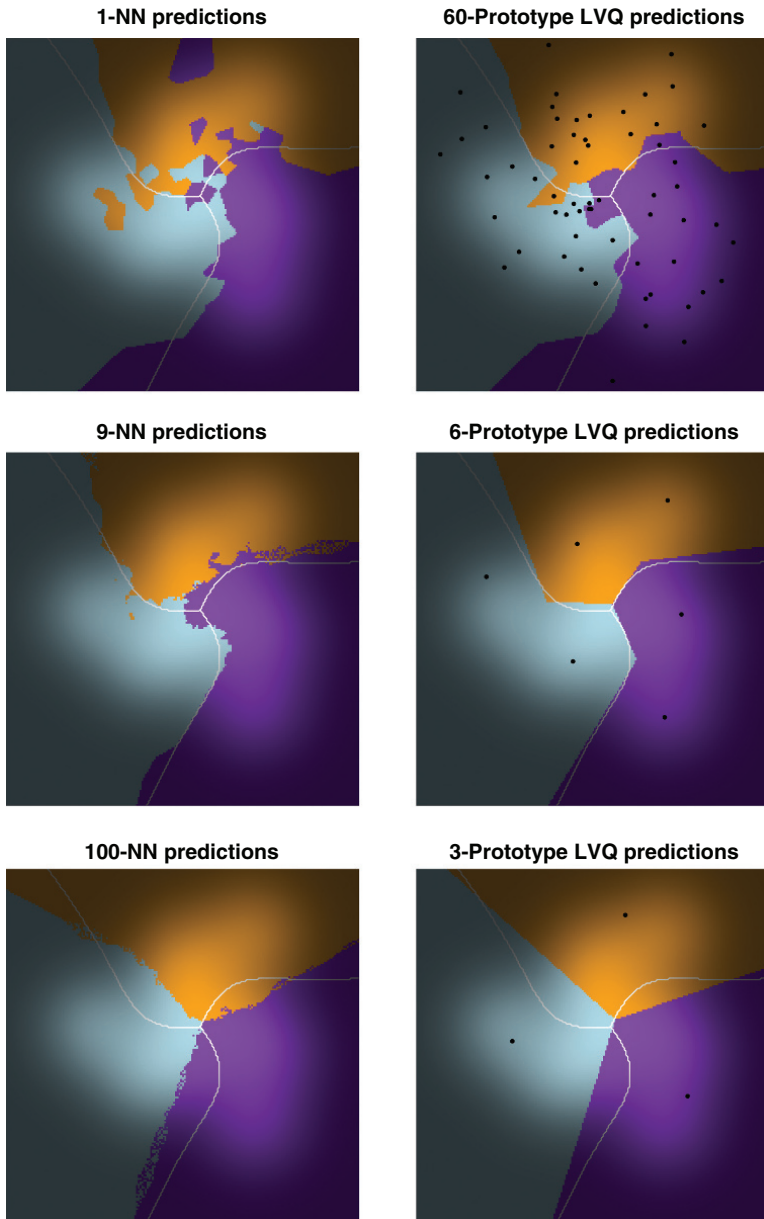 1-NN predictions
60-Prototype LVQ predictions
9-NN predictions
6-Prototype LVQ predictions
100-NN predictions
3-Prototype LVQ predictions